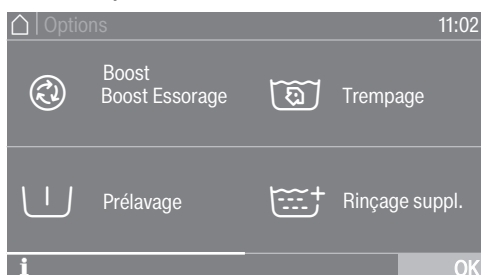 Options 11:02
Boost
Boost Essorage
Trempage
Prélavage
Rinçage suppl.
i OK